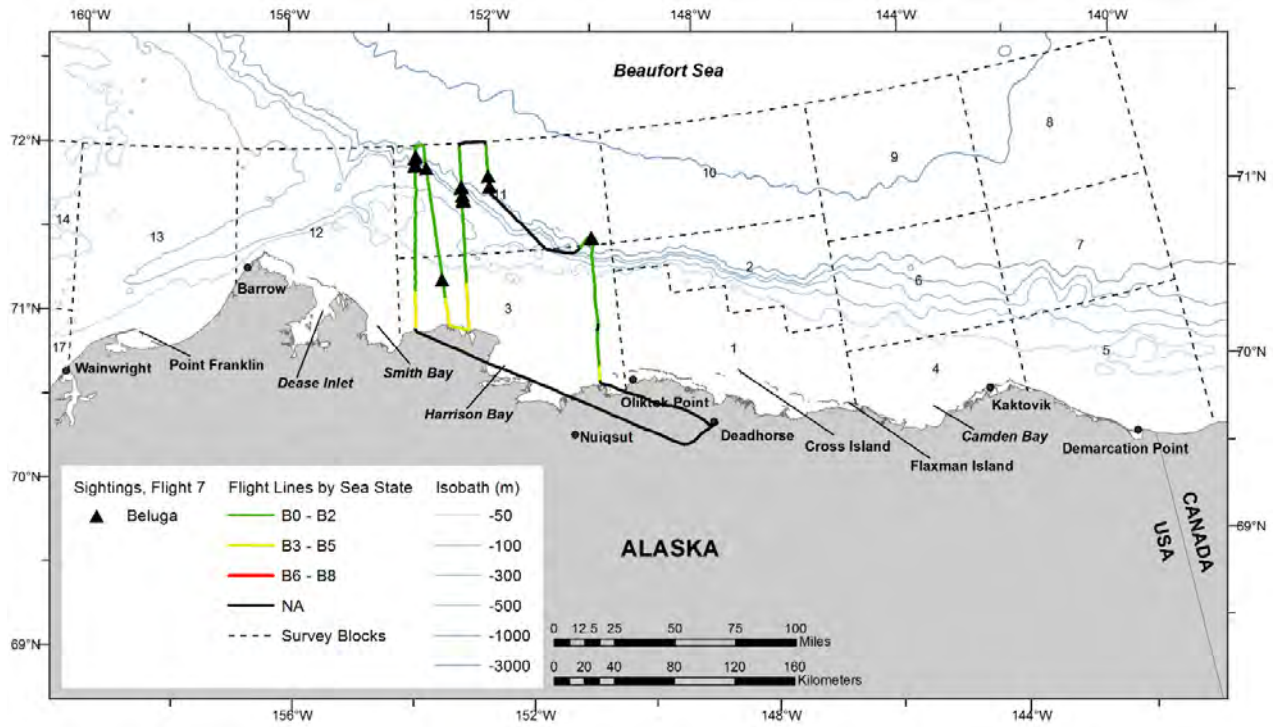 160°W 156°W 152°W 148°W 144°W 140°W
Beaufort Sea
72°N
71°N
71°N
70°N
70°N
69°N
69°N
8
9
10
11
14
13
12
7
2
6
3
17
1
5
4
Barrow
Wainwright
Point Franklin
Dease Inlet
Smith Bay
Harrison Bay
Oliktok Point
Nuiqsut
Deadhorse
Cross Island
Flaxman Island
Camden Bay
Kaktovik
Demarcation Point
CANADA
USA
ALASKA
Sightings, Flight 7
Beluga
Flight Lines by Sea State
B0 - B2
B3 - B5
B6 - B8
NA
Survey Blocks
Isobath (m)
-50
-100
-300
-500
-1000
-3000
0 12.5 25 50 75 100
Miles
0 20 40 80 120 160
Kilometers
156°W 152°W 148°W 144°W